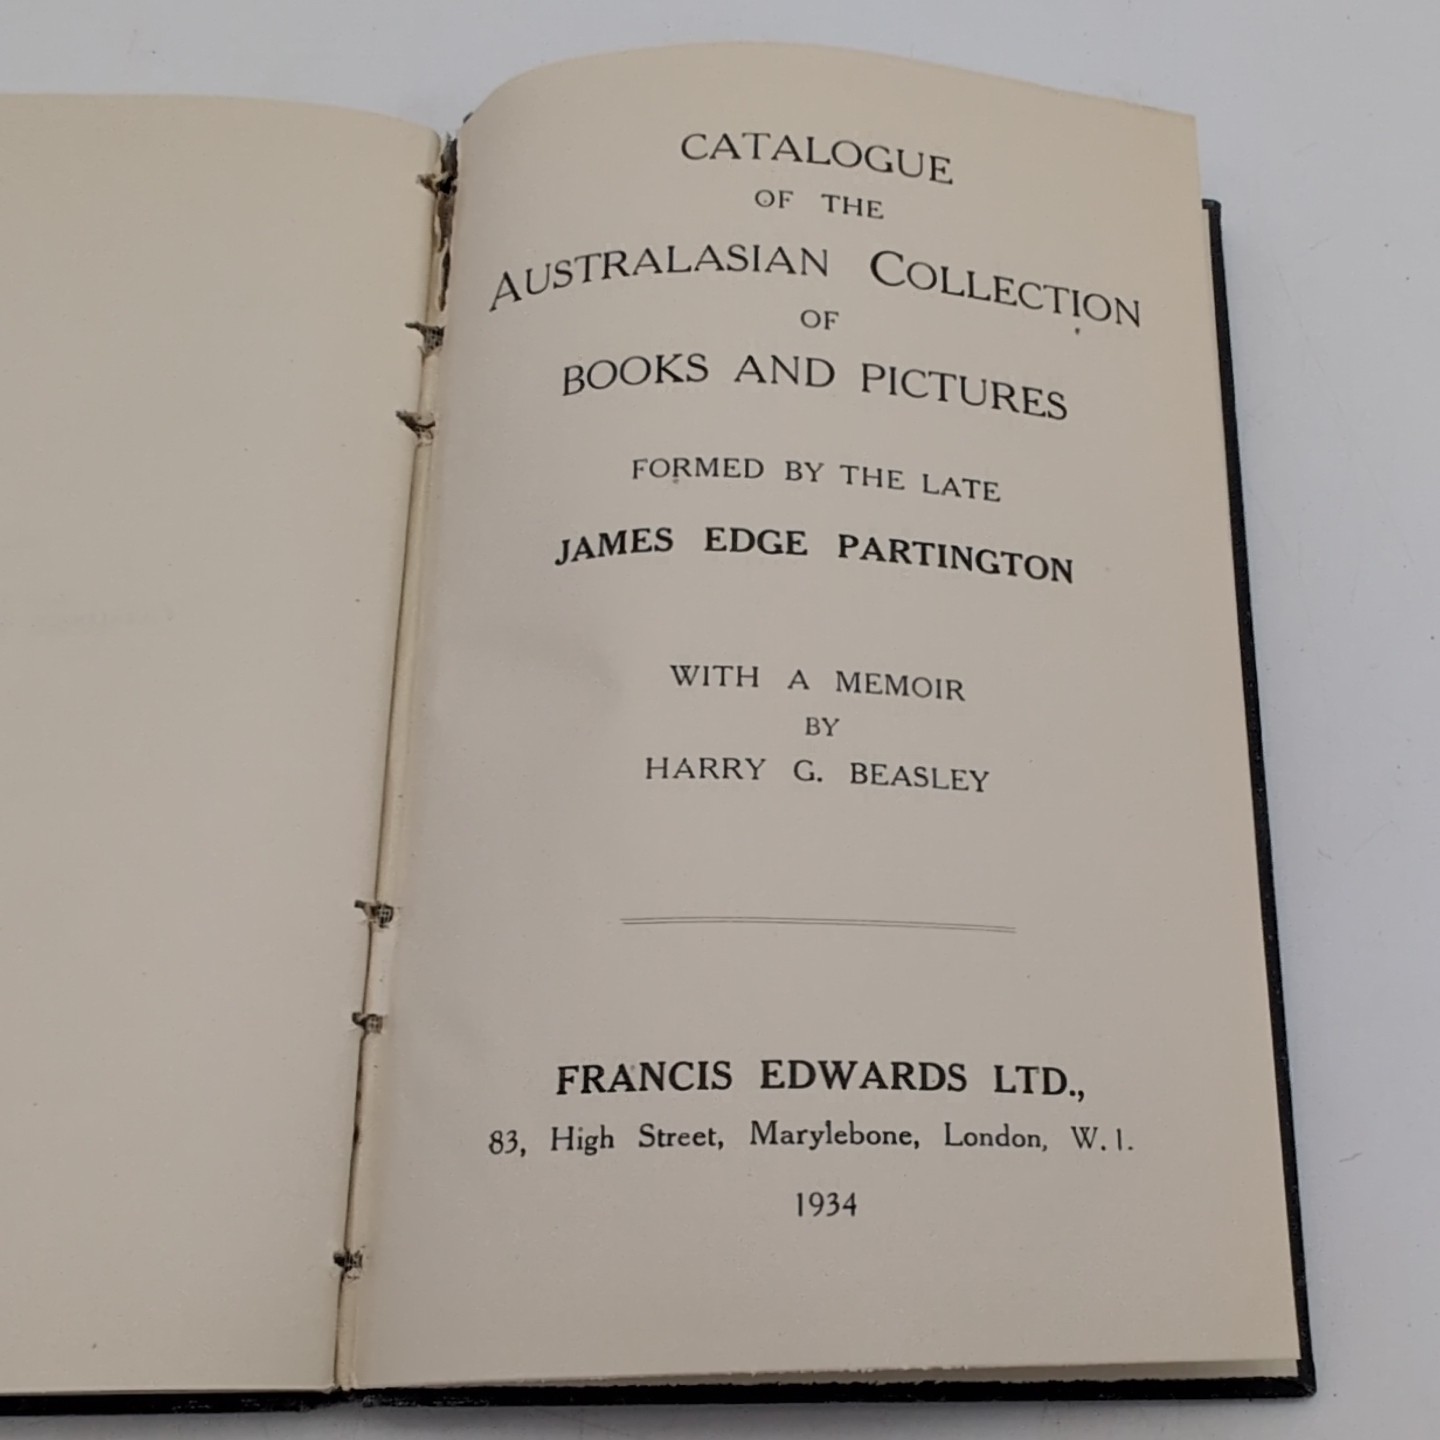 CATALOGUE
OF THE
AUSTRALASIAN COLLECTION
OF
BOOKS AND PICTURES
FORMED BY THE LATE
JAMES EDGE PARTINGTON
WITH A MEMOIR
BY
HARRY G. BEASLEY
FRANCIS EDWARDS LTD.,
83, High Street, Marylebone, London, W. 1.
1934